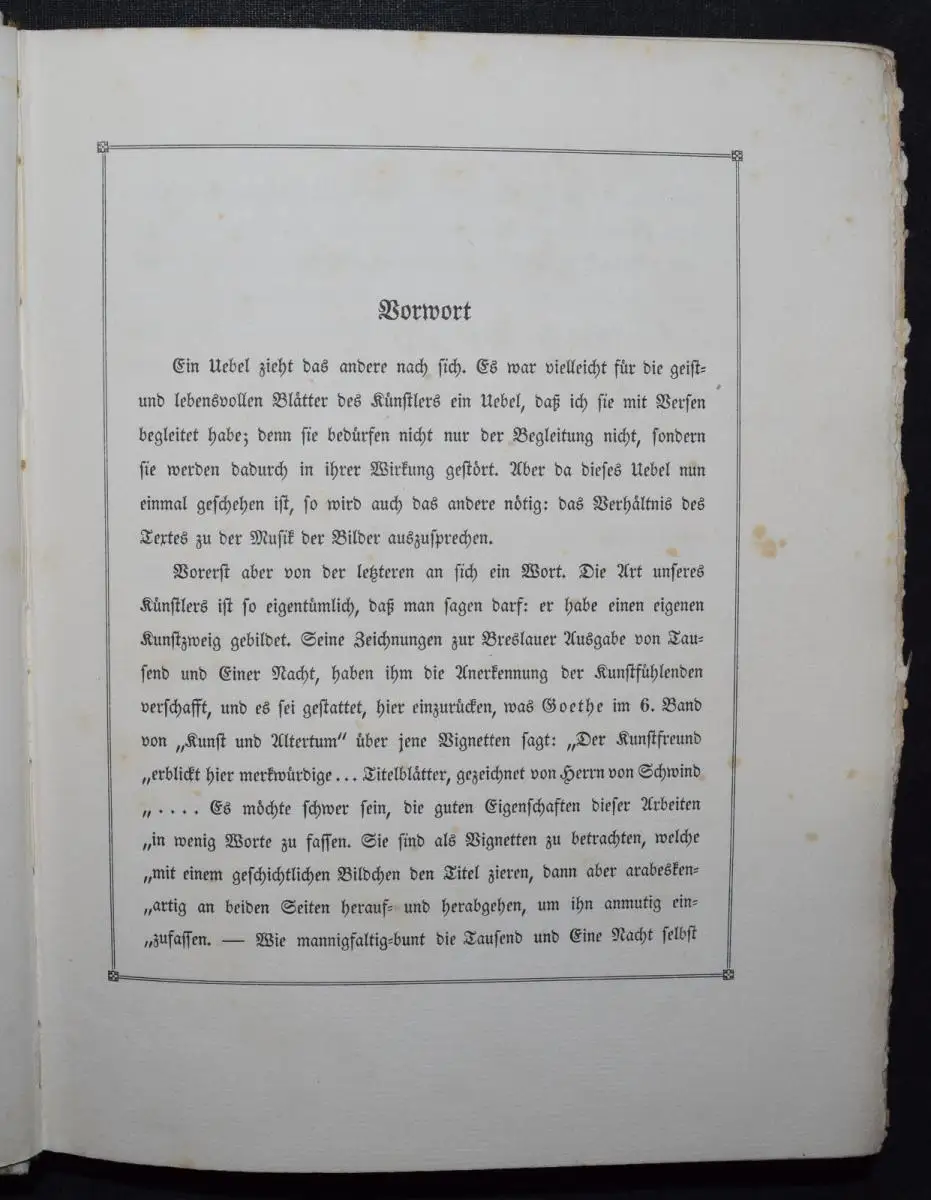 Vorwort
Ein Uebel zieht das andere nach sich. Es war vielleicht für die geist-
und lebensvollen Blätter des Künstlers ein Uebel, daß ich sie mit Versen
begleitet habe; denn sie bedürfen nicht nur der Begleitung nicht, sondern
sie werden dadurch in ihrer Wirkung gestört. Aber da dieses Uebel nun
einmal geschehen ist, so wird auch das andere nötig: das Verhältnis des
Textes zu der Musik der Bilder auszusprechen.
Vorerst aber von der letzteren an sich ein Wort. Die Art unseres
Künstlers ist so eigentümlich, daß man sagen darf: er habe einen eigenen
Kunstzweig gebildet. Seine Zeichnungen zur Breslauer Ausgabe von Tau-
send und Einer Nacht, haben ihm die Anerkennung der Kunstfühlenden
verschafft, und es sei gestattet, hier einzurücken, was Goethe im 6. Band
von „Kunst und Altertum“ über jene Vignetten sagt: „Der Kunstfreund
„erblickt hier merkwürdige... Titelblätter, gezeichnet von Herrn von Schwind
„.... Es möchte schwer sein, die guten Eigenschaften dieser Arbeiten
„in wenig Worte zu fassen. Sie sind als Vignetten zu betrachten, welche
„mit einem geschichtlichen Bildchen den Titel zieren, dann aber arabesken-
„artig an beiden Seiten herauf- und herabgehen, um ihn anmutig ein-
„zufassen. — Wie mannigfaltig-bunt die Tausend und Eine Nacht selbst